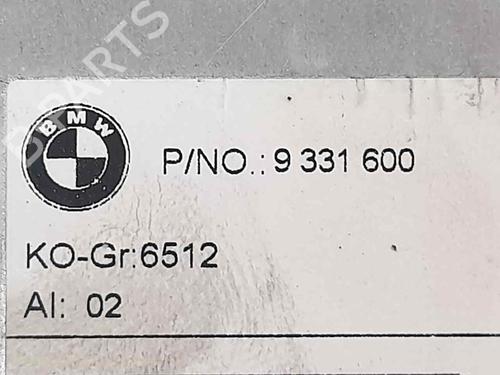 BMW
P/NO.: 9 331 600
KO-Gr:6512
AI: 02